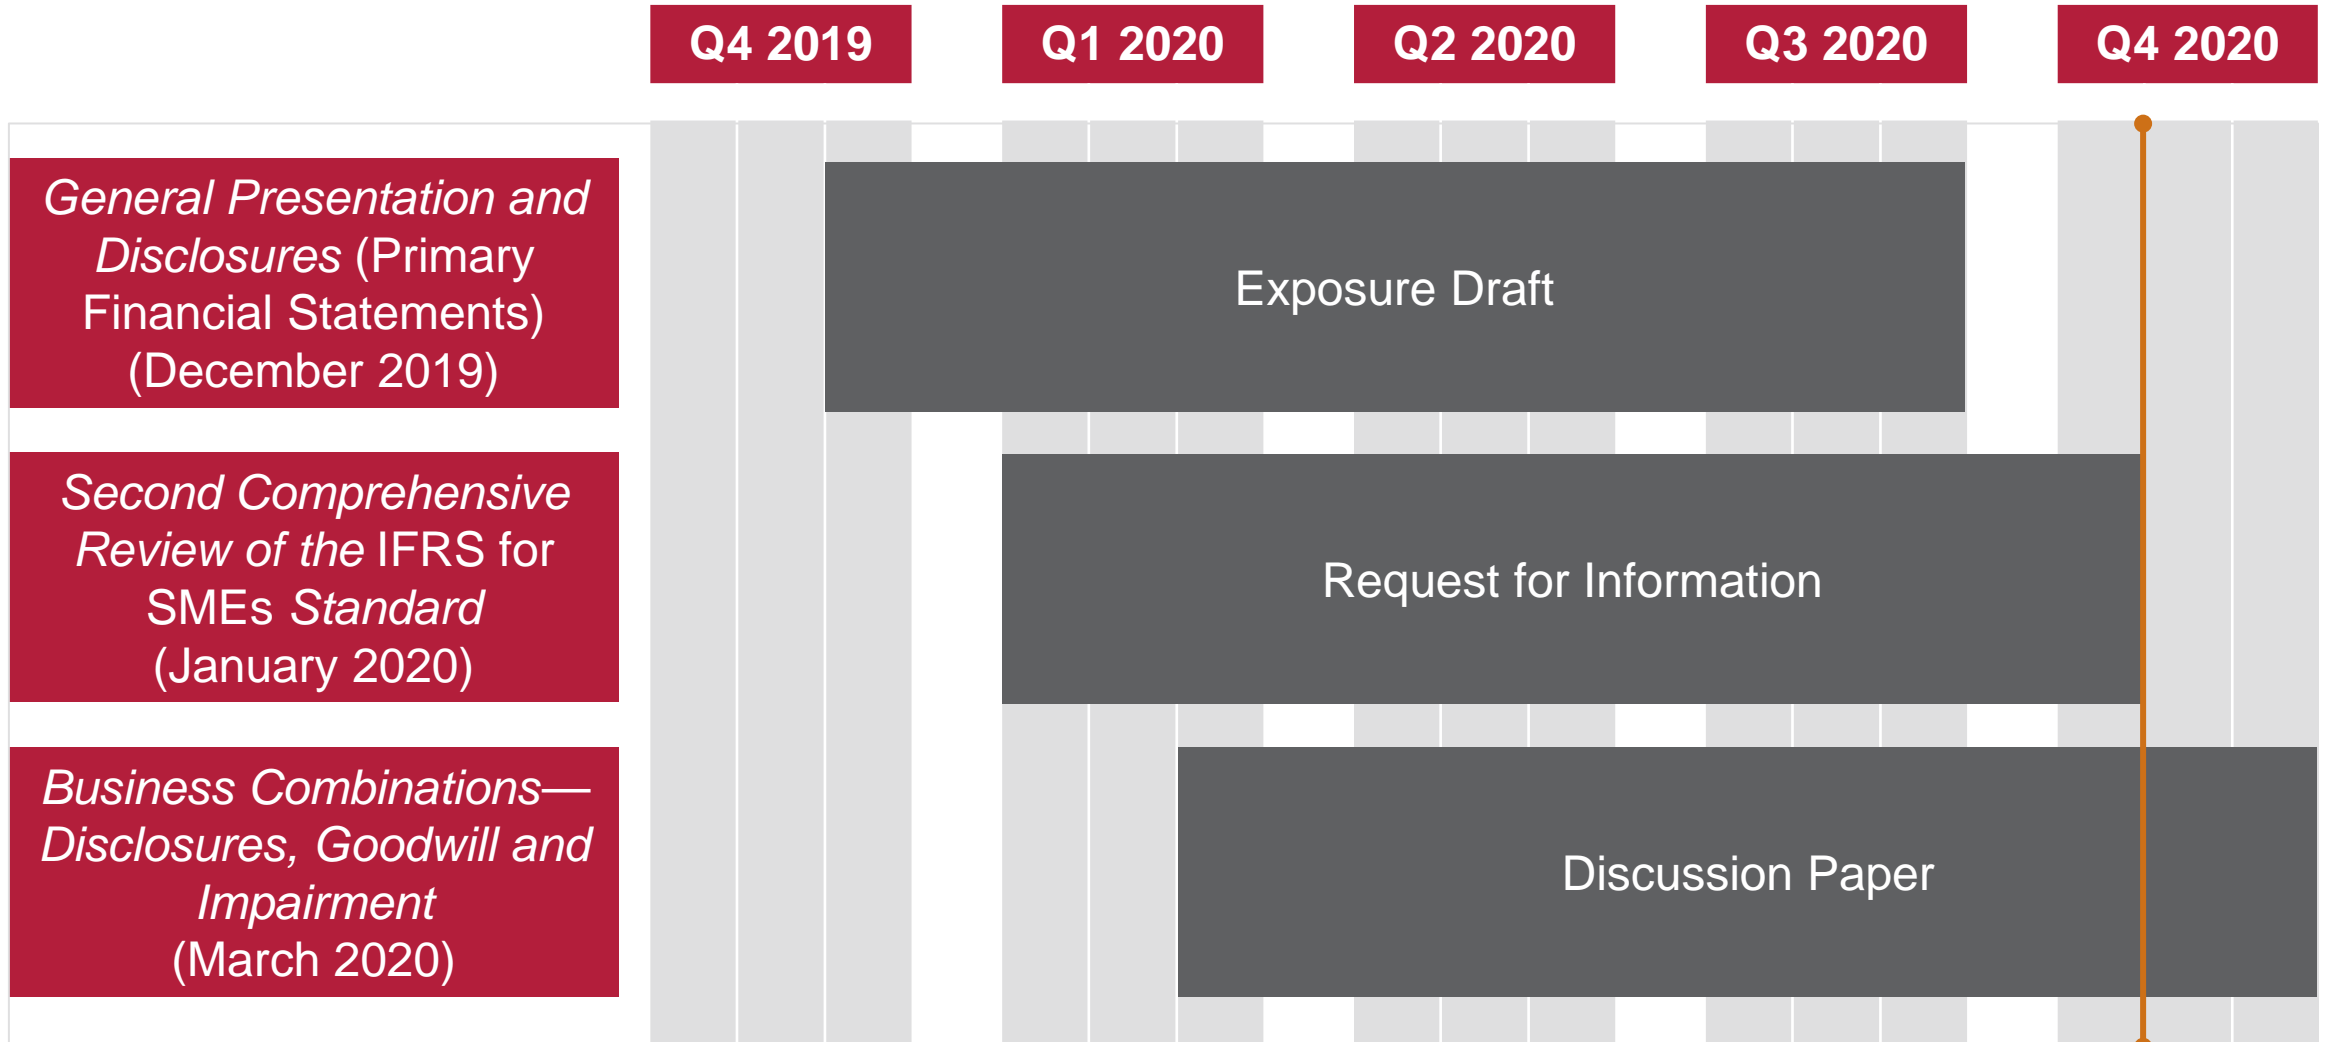 Q4 2019
Q1 2020
Q2 2020
Q3 2020
Q4 2020
General Presentation and
Disclosures (Primary
Financial Statements)
(December 2019)
Exposure Draft
Second Comprehensive
Review of the IFRS for
SMEs Standard
(January 2020)
Request for Information
Business Combinations—
Disclosures, Goodwill and
Impairment
(March 2020)
Discussion Paper